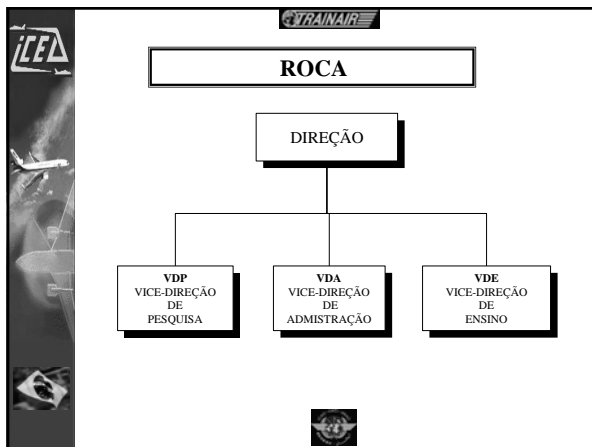 TRAINAIR
ICEA
ROCA
DIREÇÃO
VDP
VICE-DIREÇÃO
DE
PESQUISA
VDA
VICE-DIREÇÃO
DE
ADMISTRAÇÃO
VDE
VICE-DIREÇÃO
DE
ENSINO